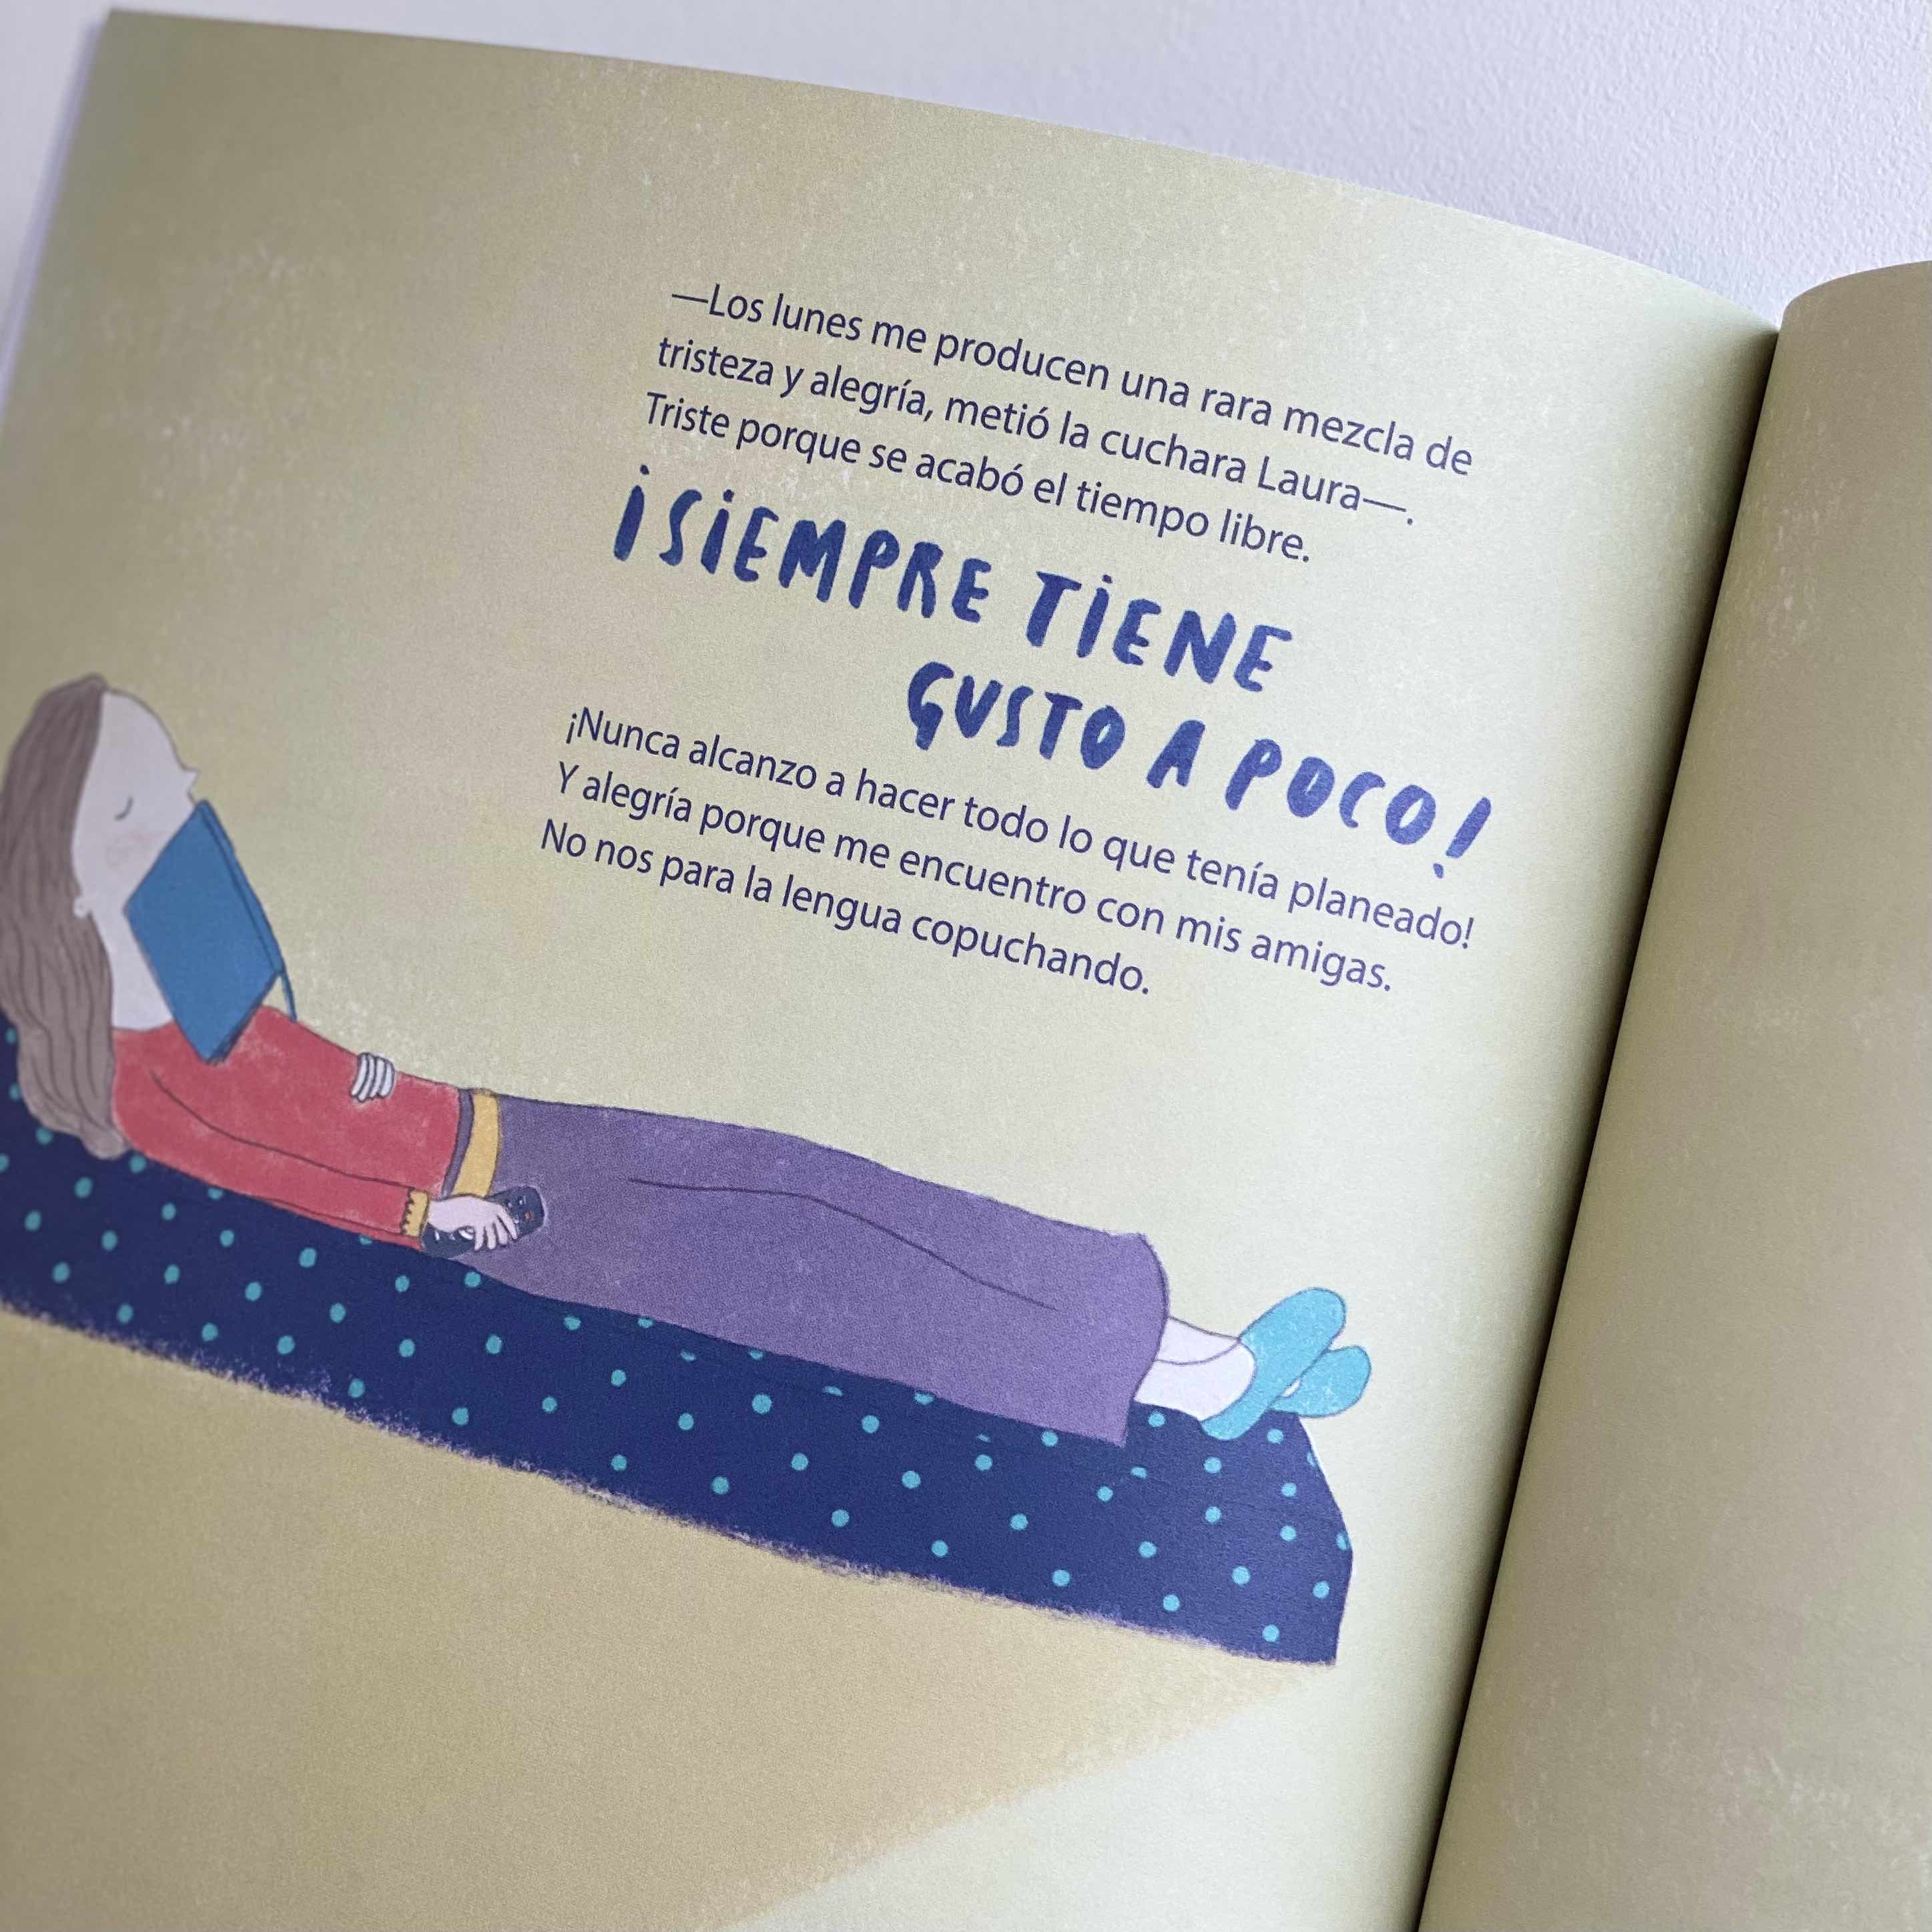 —Los lunes me producen una rara mezcla de
tristeza y alegría, metió la cuchara Laura—.
Triste porque se acabó el tiempo libre.
¡SiEMPRE TiENE
GUSTO A POCO!
¡Nunca alcanzo a hacer todo lo que tenía planeado!
Y alegría porque me encuentro con mis amigas.
No nos para la lengua copuchando.